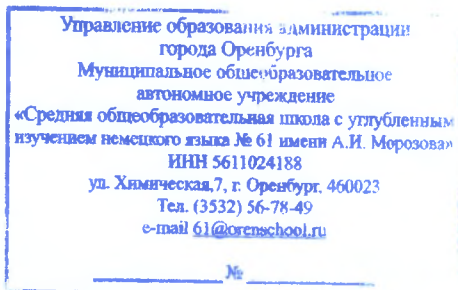 Управление образования администрации
города Оренбурга
Муниципальное общеобразовательное
автономное учреждение
«Средняя общеобразовательная школа с углубленным
изучением немецкого языка № 61 имени А.И. Морозова»
ИНН 5611024188
ул. Химическая,7, г. Оренбург, 460023
Тел. (3532) 56-78-49
e-mail 61@orenschool.ru
№